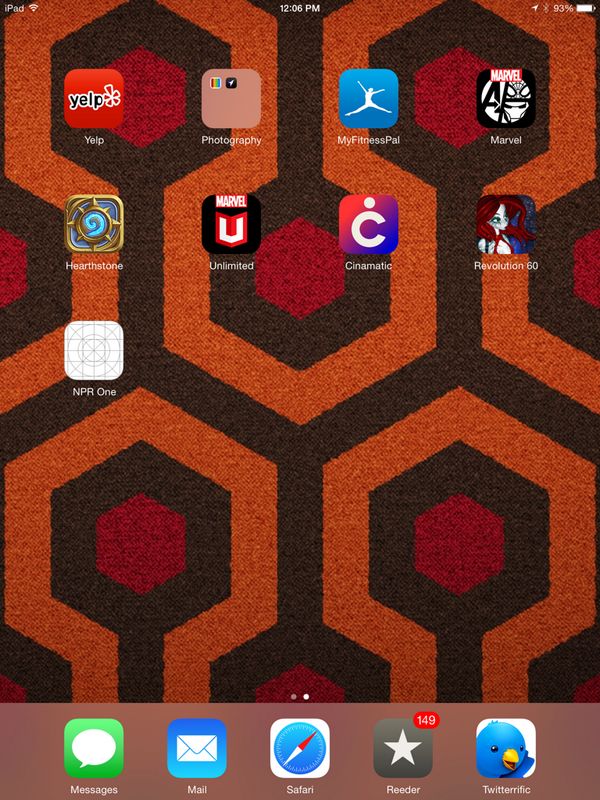 iPad 12:06 PM 93%
yelp MARVEL
Yelp Photography MyFitnessPal Marvel
MARVEL
U C
Hearthstone Unlimited Cinamatic Revolution 60
NPR One
149
Messages Mail Safari Reeder Twitterrific